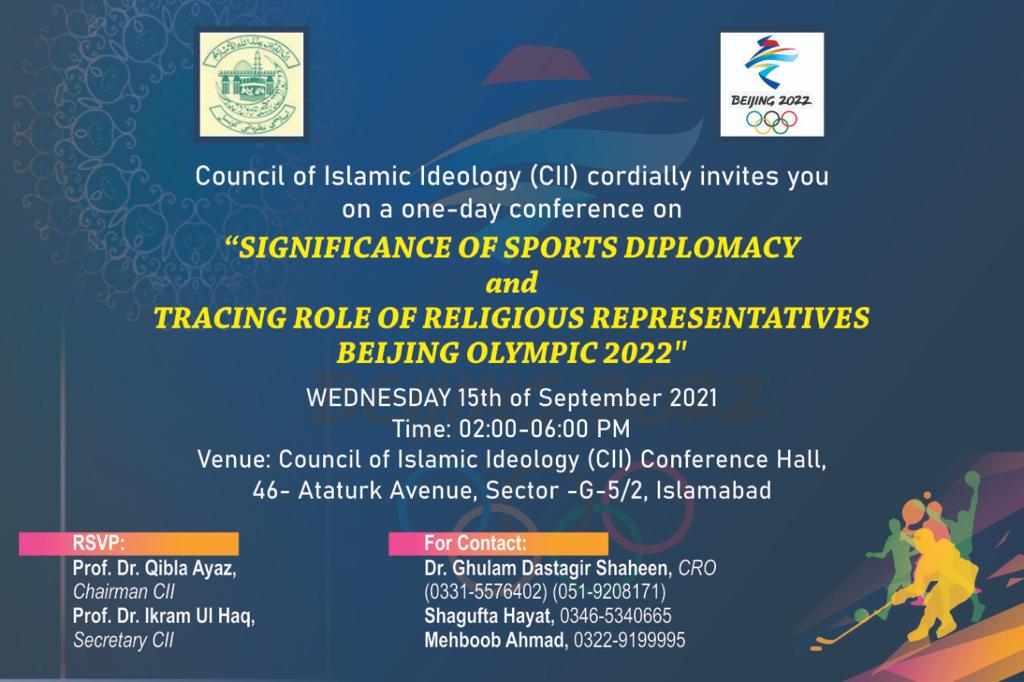 BEIJING 2022
Council of Islamic Ideology (CII) cordially invites you
on a one-day conference on
“SIGNIFICANCE OF SPORTS DIPLOMACY
and
TRACING ROLE OF RELIGIOUS REPRESENTATIVES
BEIJING OLYMPIC 2022"
BEIJING 2022
WEDNESDAY 15th of September 2021
Time: 02:00-06:00 PM
Venue: Council of Islamic Ideology (CII) Conference Hall,
46- Ataturk Avenue, Sector -G-5/2, Islamabad
RSVP:
Prof. Dr. Qibla Ayaz,
Chairman CII
Prof. Dr. Ikram Ul Haq,
Secretary CII
For Contact:
Dr. Ghulam Dastagir Shaheen, CRO
(0331-5576402) (051-9208171)
Shagufta Hayat, 0346-5340665
Mehboob Ahmad, 0322-9199995